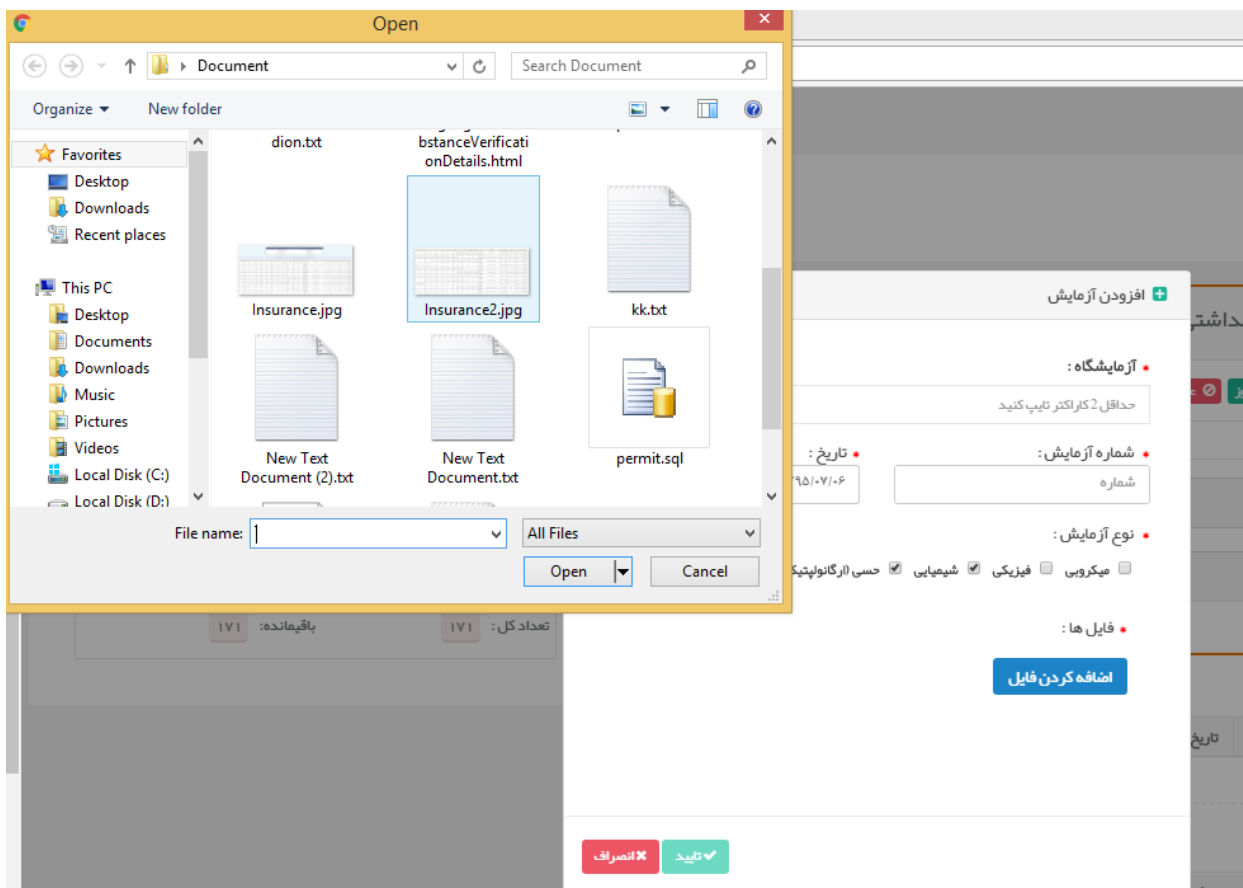 Open
Document
Search Document
Organize
New folder
Favorites
Desktop
Downloads
Recent places
This PC
Desktop
Documents
Downloads
Music
Pictures
Videos
Local Disk (C:)
Local Disk (D:)
dion.txt
bstanceVerificati
onDetails.html
Insurance.jpg
Insurance2.jpg
kk.txt
New Text
Document (2).txt
New Text
Document.txt
permit.sql
File name:
All Files
Open
Cancel
افزودن آزمایش
* آزمایشگاه :
حداقل 2 کاراکتر تایپ کنید
* شماره آزمایش :
* تاریخ :
شماره
۹۵/۰۷/۰۶
* نوع آزمایش :
میکروبی فیزیکی شیمیایی حسی (ارگانولپتیک
* فایل ها :
اضافه کردن فایل
تایید
انصراف
تعداد کل : ۱۷۱
باقیمانده: ۱۷۱
تاریخ